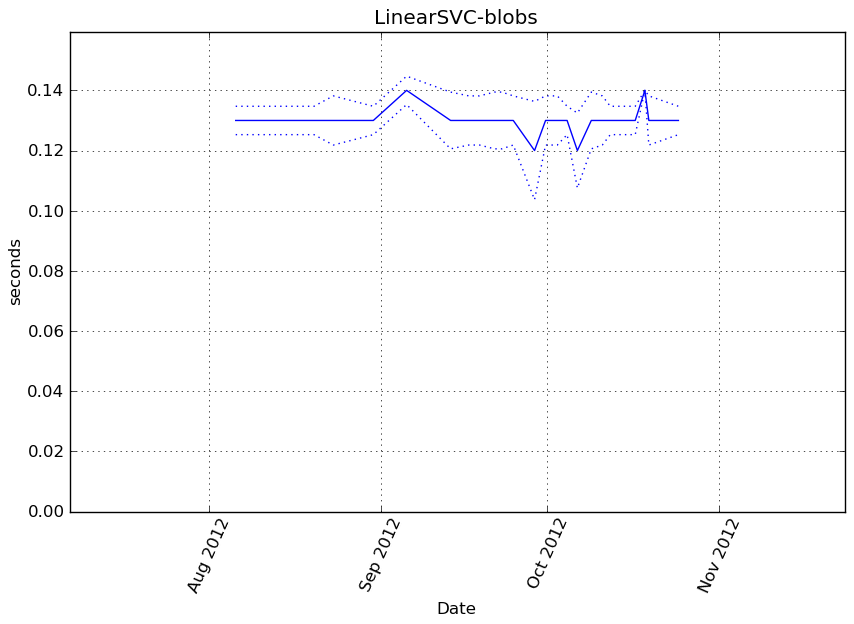 LinearSVC-blobs
0.14
0.12
0.10
0.08
0.06
0.04
0.02
0.00
seconds
Aug 2012
Sep 2012
Oct 2012
Nov 2012
Date